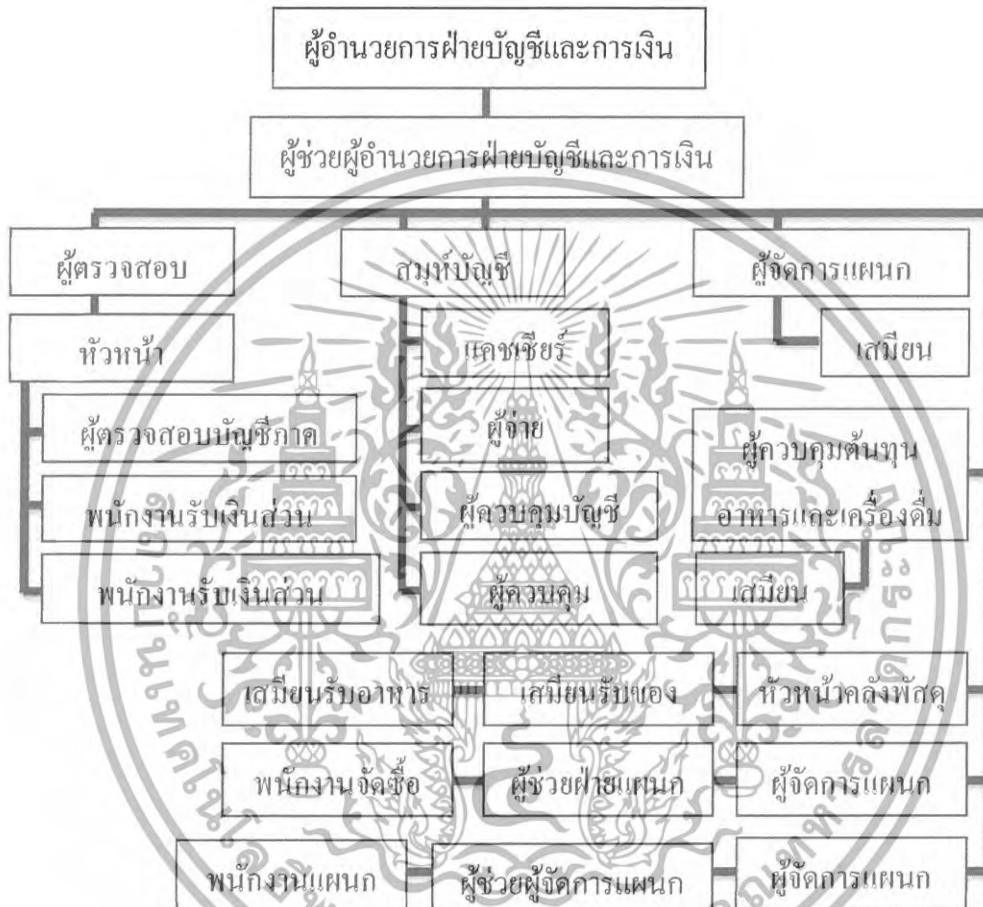 ผู้อำนวยการฝ่ายบัญชีและการเงิน
ผู้ช่วยผู้อำนวยการฝ่ายบัญชีและการเงิน
ผู้ตรวจสอบ
สมุห์บัญชี
ผู้จัดการแผนก
หัวหน้า
แคชเชียร์
เสมียน
ผู้ตรวจสอบบัญชีภาค
ผู้จ่าย
ผู้ควบคุมต้นทุน
อาหารและเครื่องดื่ม
พนักงานรับเงินส่วน
ผู้ควบคุมบัญชี
พนักงานรับเงินส่วน
ผู้ควบคุม
เสมียน
เสมียนรับอาหาร
เสมียนรับของ
หัวหน้าคลังพัสดุ
พนักงานจัดซื้อ
ผู้ช่วยฝ่ายแผนก
ผู้จัดการแผนก
พนักงานแผนก
ผู้ช่วยผู้จัดการแผนก
ผู้จัดการแผนก